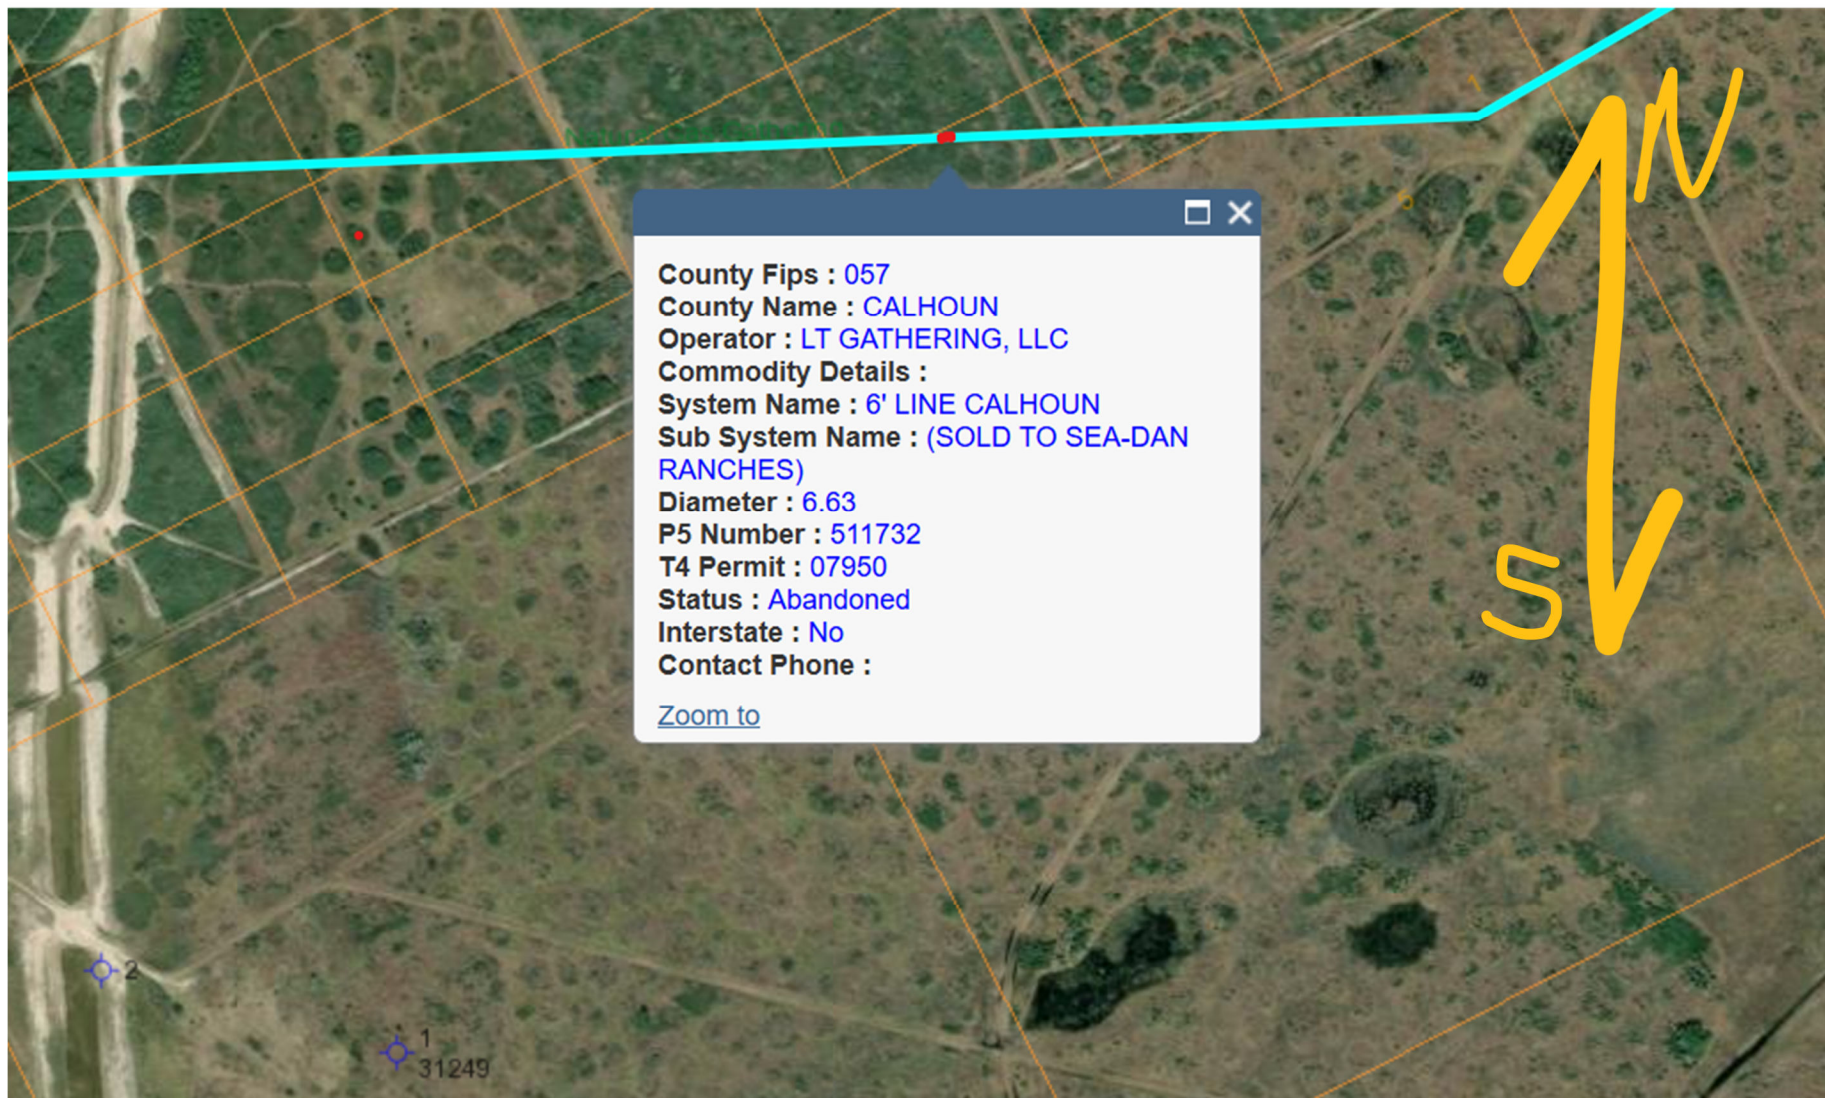 1
N
5
County Fips : 057
County Name : CALHOUN
Operator : LT GATHERING, LLC
Commodity Details :
System Name : 6' LINE CALHOUN
Sub System Name : (SOLD TO SEA-DAN
RANCHES)
Diameter : 6.63
P5 Number : 511732
T4 Permit : 07950
Status : Abandoned
Interstate : No
Contact Phone :
Zoom to
S
2
1
31249